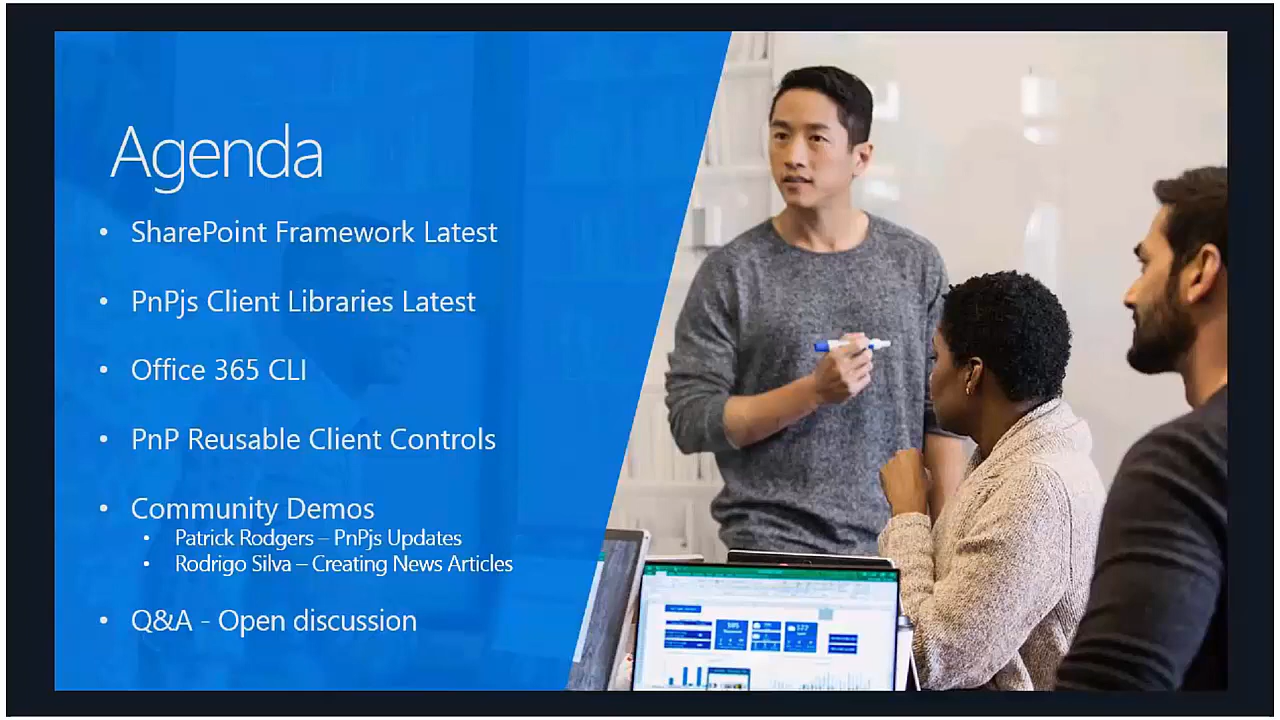 Agenda
• SharePoint Framework Latest
• PnPjs Client Libraries Latest
• Office 365 CLI
• PnP Reusable Client Controls
• Community Demos
• Patrick Rodgers – PnPjs Updates
• Rodrigo Silva – Creating News Articles
• Q&A - Open discussion